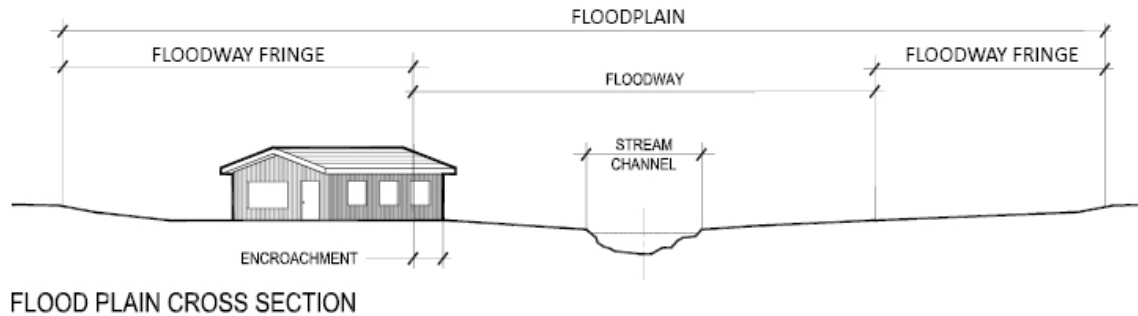 FLOODPLAIN
FLOODWAY FRINGE
FLOODWAY FRINGE
FLOODWAY
STREAM
CHANNEL
ENCROACHMENT
FLOOD PLAIN CROSS SECTION